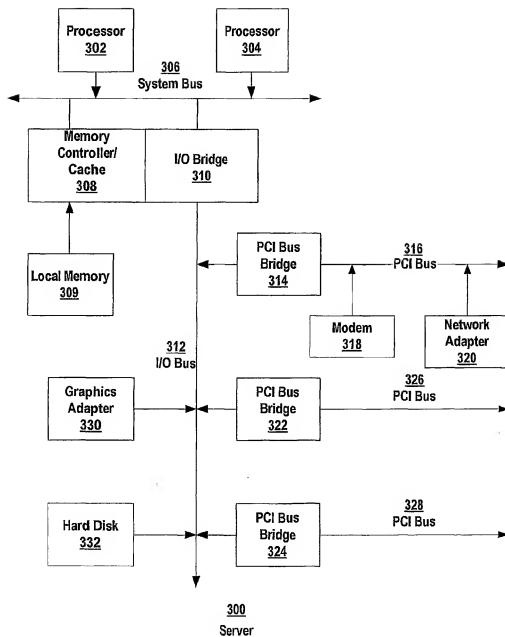 Processor
302
Processor
304
306
System Bus
Memory
Controller/
Cache
308
I/O Bridge
310
Local Memory
309
PCI Bus
Bridge
314
316
PCI Bus
Modem
318
Network
Adapter
320
312
I/O Bus
Graphics
Adapter
330
PCI Bus
Bridge
322
326
PCI Bus
Hard Disk
332
PCI Bus
Bridge
324
328
PCI Bus
300
Server